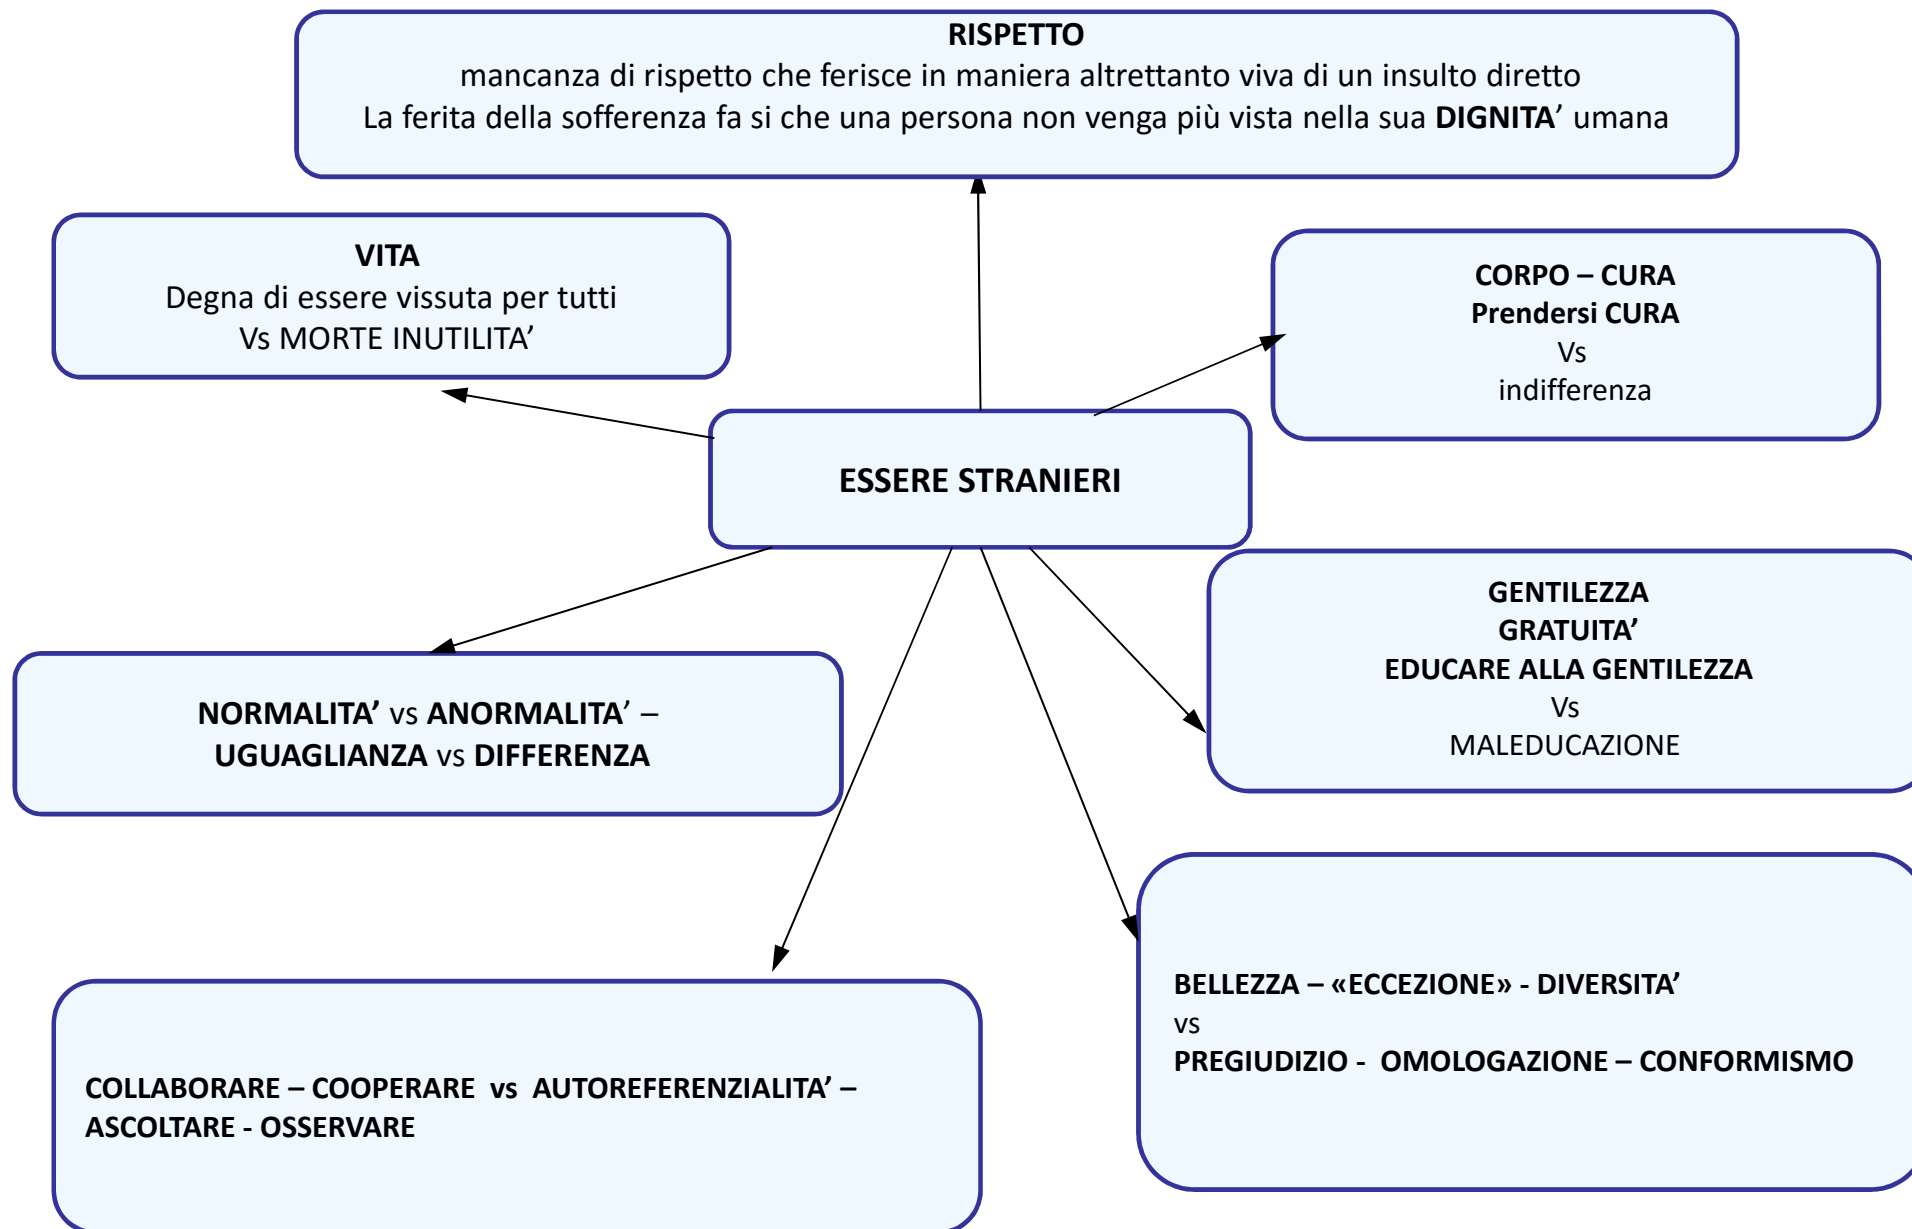 RISPETTO
mancanza di rispetto che ferisce in maniera altrettanto viva di un insulto diretto
La ferita della sofferenza fa si che una persona non venga più vista nella sua DIGNITA’ umana
VITA
Degna di essere vissuta per tutti
Vs MORTE INUTILITA’
CORPO – CURA
Prendersi CURA
Vs
indifferenza
ESSERE STRANIERI
GENTILEZZA
GRATUITA’
EDUCARE ALLA GENTILEZZA
Vs
MALEDUCAZIONE
NORMALITA’ vs ANORMALITA’ –
UGUAGLIANZA vs DIFFERENZA
BELLEZZA – «ECCEZIONE» - DIVERSITA’
vs
PREGIUDIZIO - OMOLOGAZIONE – CONFORMISMO
COLLABORARE – COOPERARE vs AUTOREFERENZIALITA’ –
ASCOLTARE - OSSERVARE